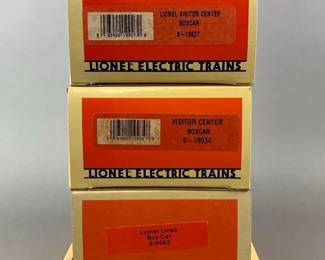 LIONEL VISITOR CENTER
BOXCAR
6-19927
LIONEL ELECTRIC TRAINS
VISITOR CENTER
BOXCAR
6-19934
LIONEL ELECTRIC TRAINS
Lionel Lines
Box Car